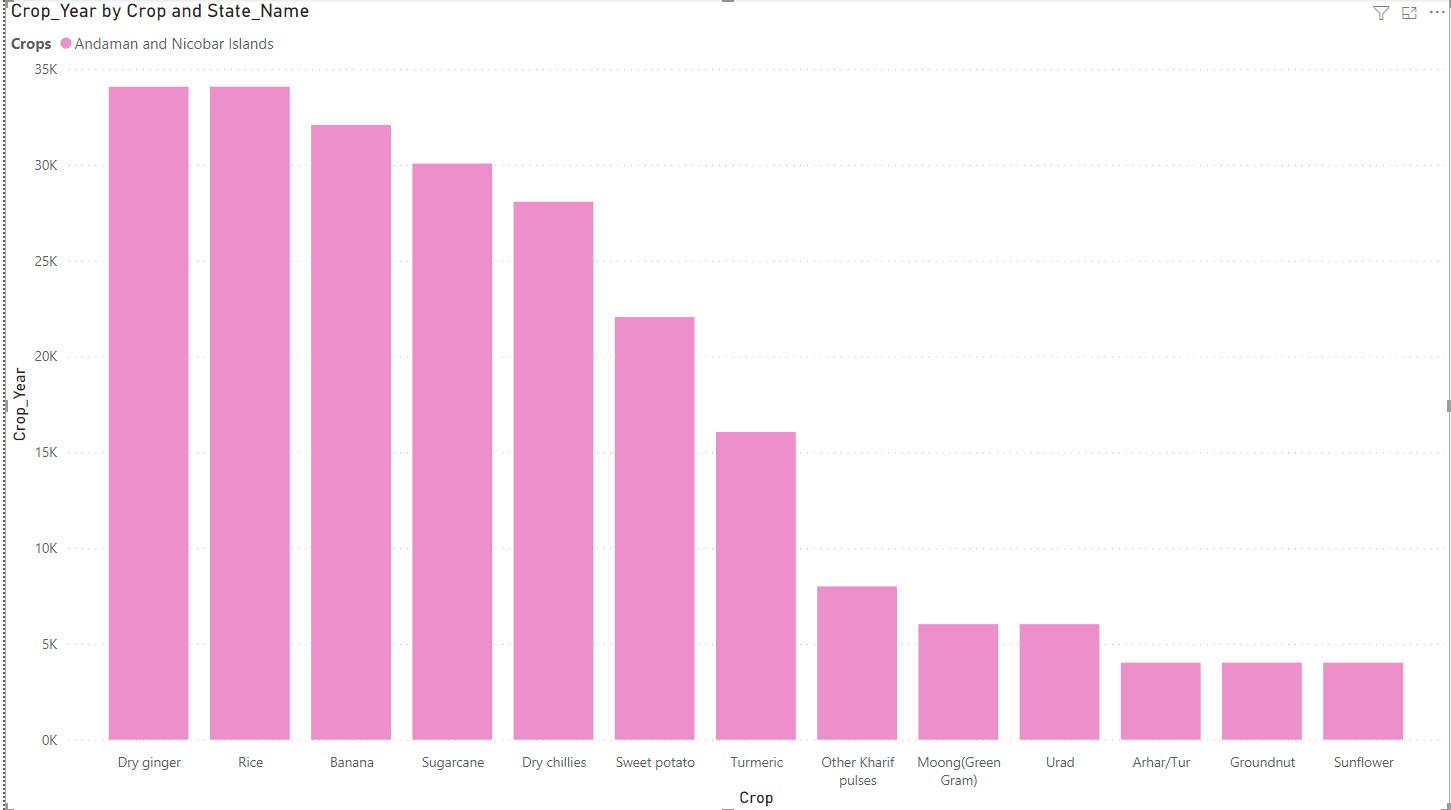 Crop_Year by Crop and State_Name
Crops Andaman and Nicobar Islands
35K
30K
25K
20K
15K
10K
5K
0K
Crop_Year
Dry ginger Rice Banana Sugarcane Dry chillies Sweet potato Turmeric Other Kharif Moong(Green Urad Arhar/Tur Groundnut Sunflower
pulses Gram)
Crop